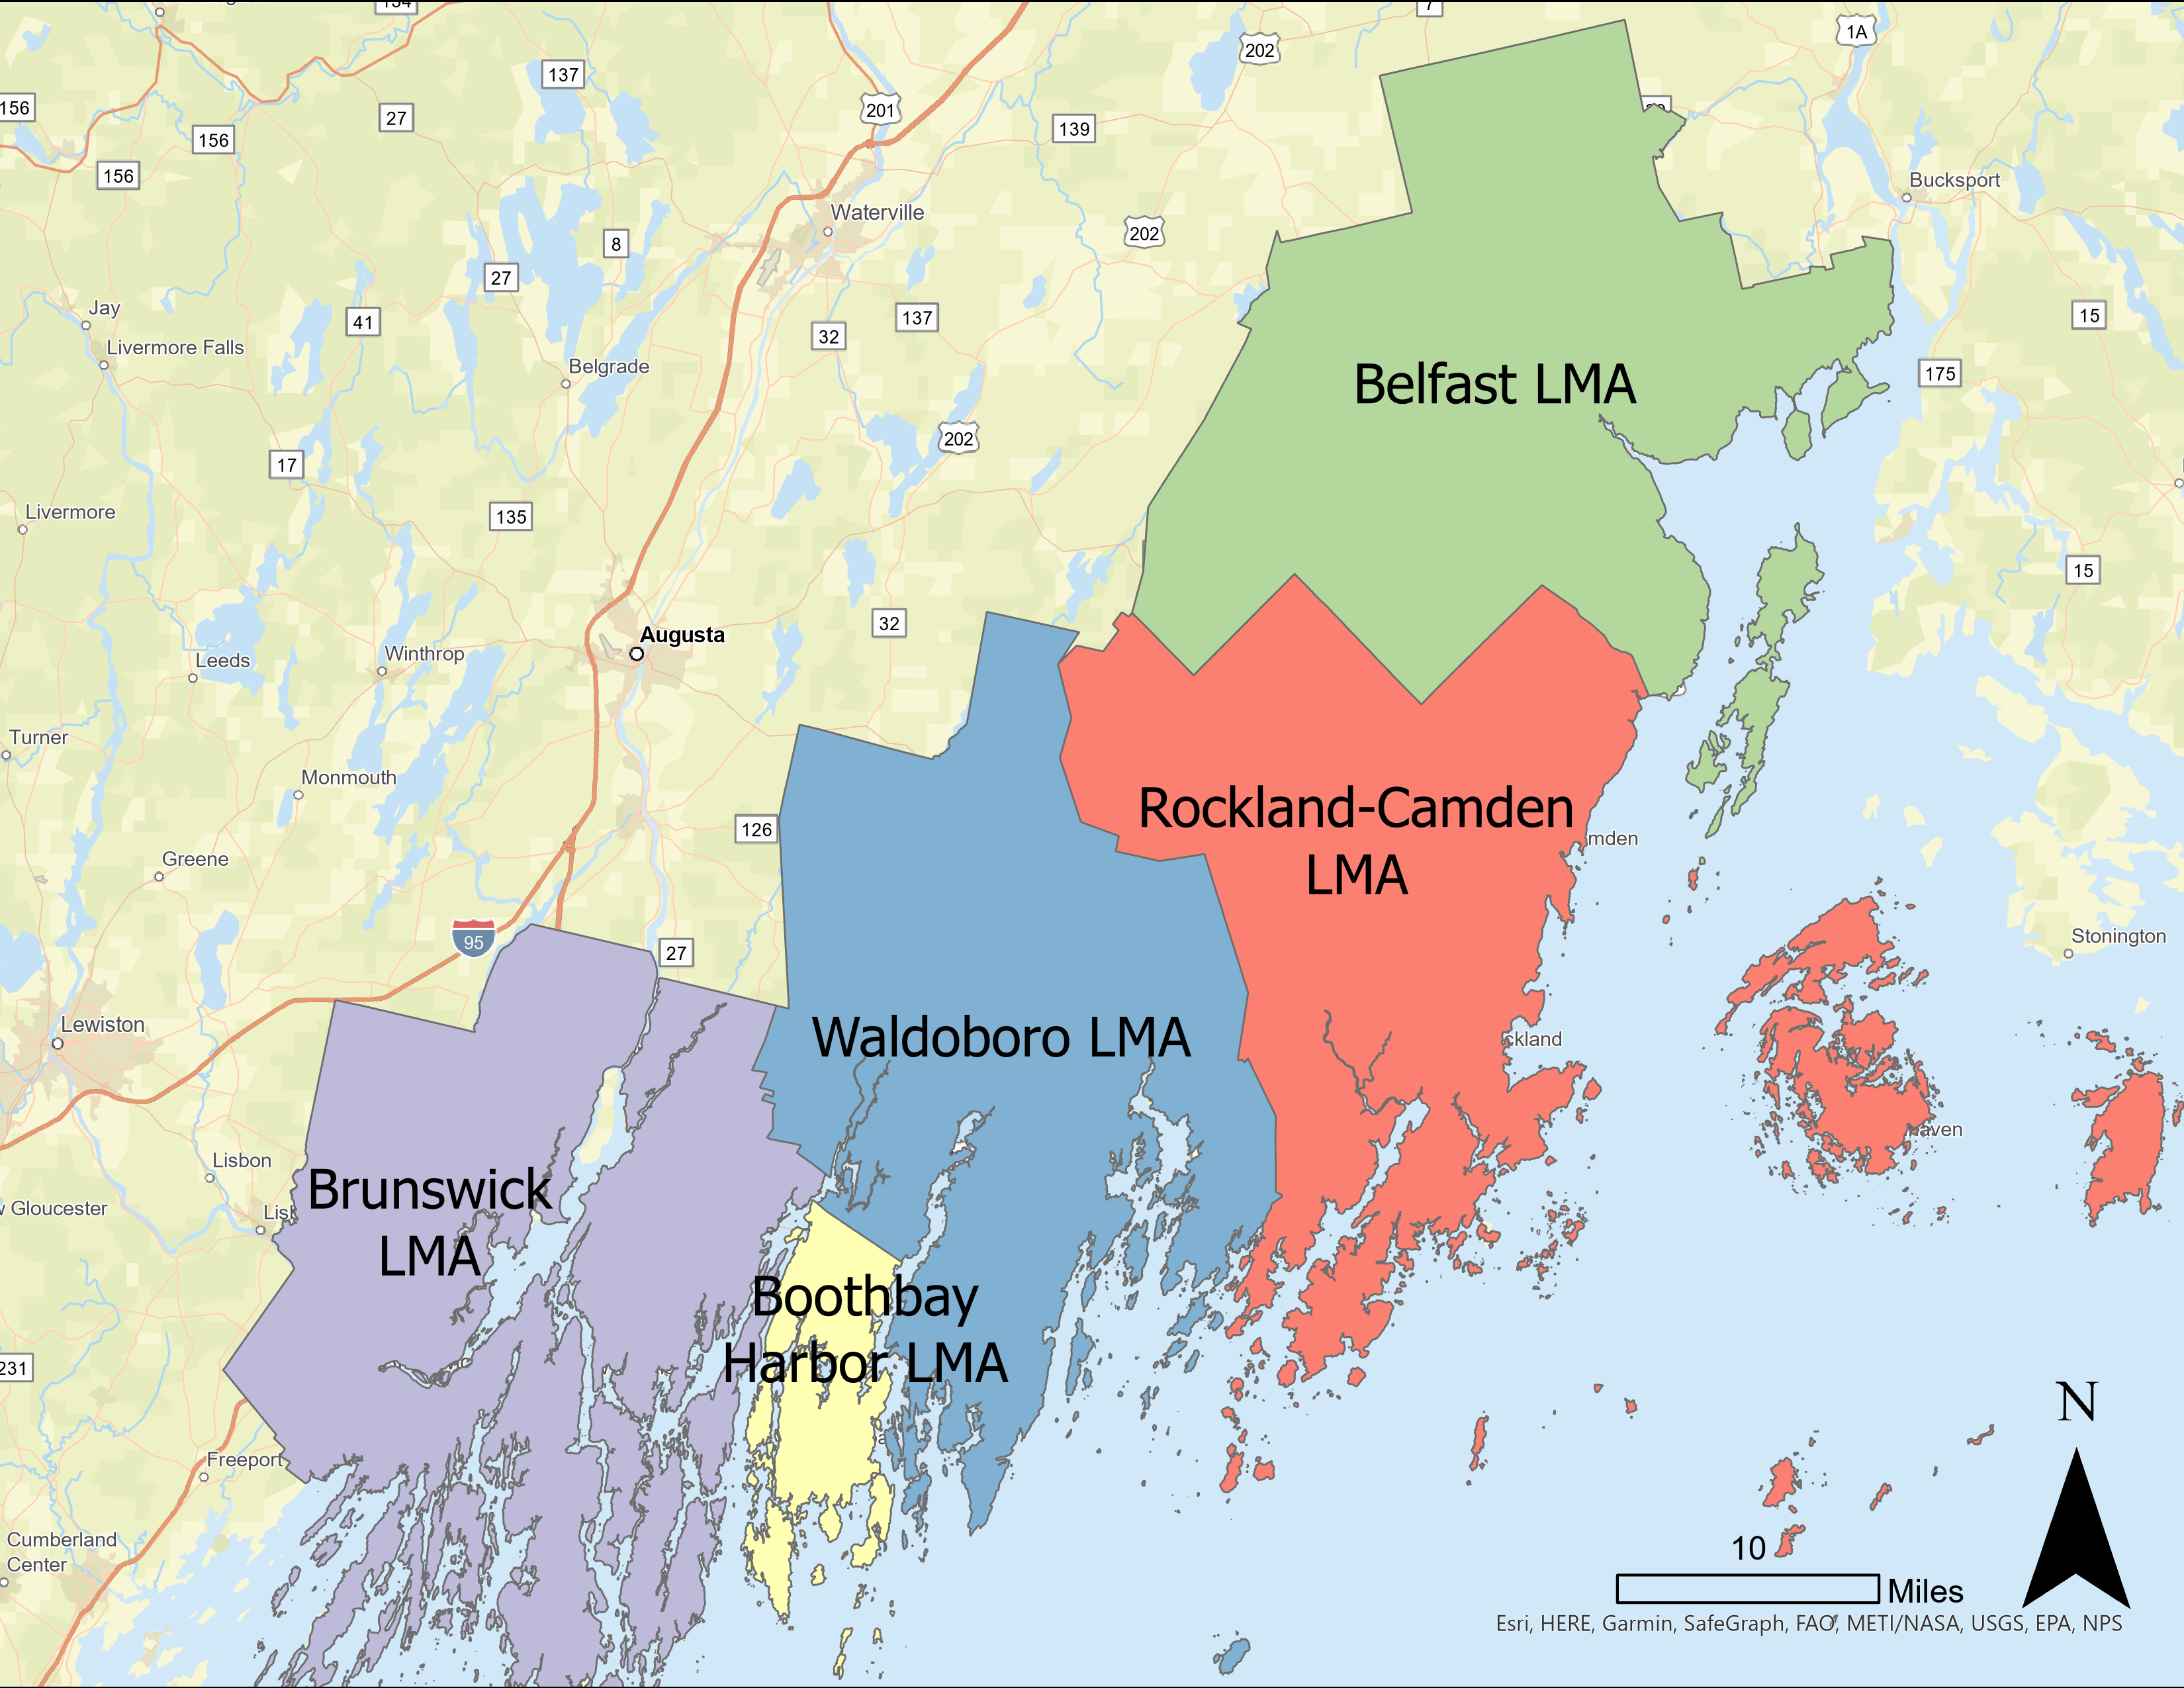 134
7
1A
202
137
156
27
201
139
156
156
Bucksport
Waterville
202
8
27
Jay
41
137
15
32
Livermore Falls
Belgrade
175
Belfast LMA
202
17
Livermore
135
15
32
Augusta
Leeds
Winthrop
Turner
Monmouth
Rockland-Camden
LMA
126
mden
Greene
95
27
Stonington
Lewiston
Waldoboro LMA
ckland
aven
Lisbon
Brunswick
LMA
Gloucester
Boothbay
Harbor LMA
231
N
Freeport
Cumberland
Center
10
Miles
Esri, HERE, Garmin, SafeGraph, FAO, METI/NASA, USGS, EPA, NPS